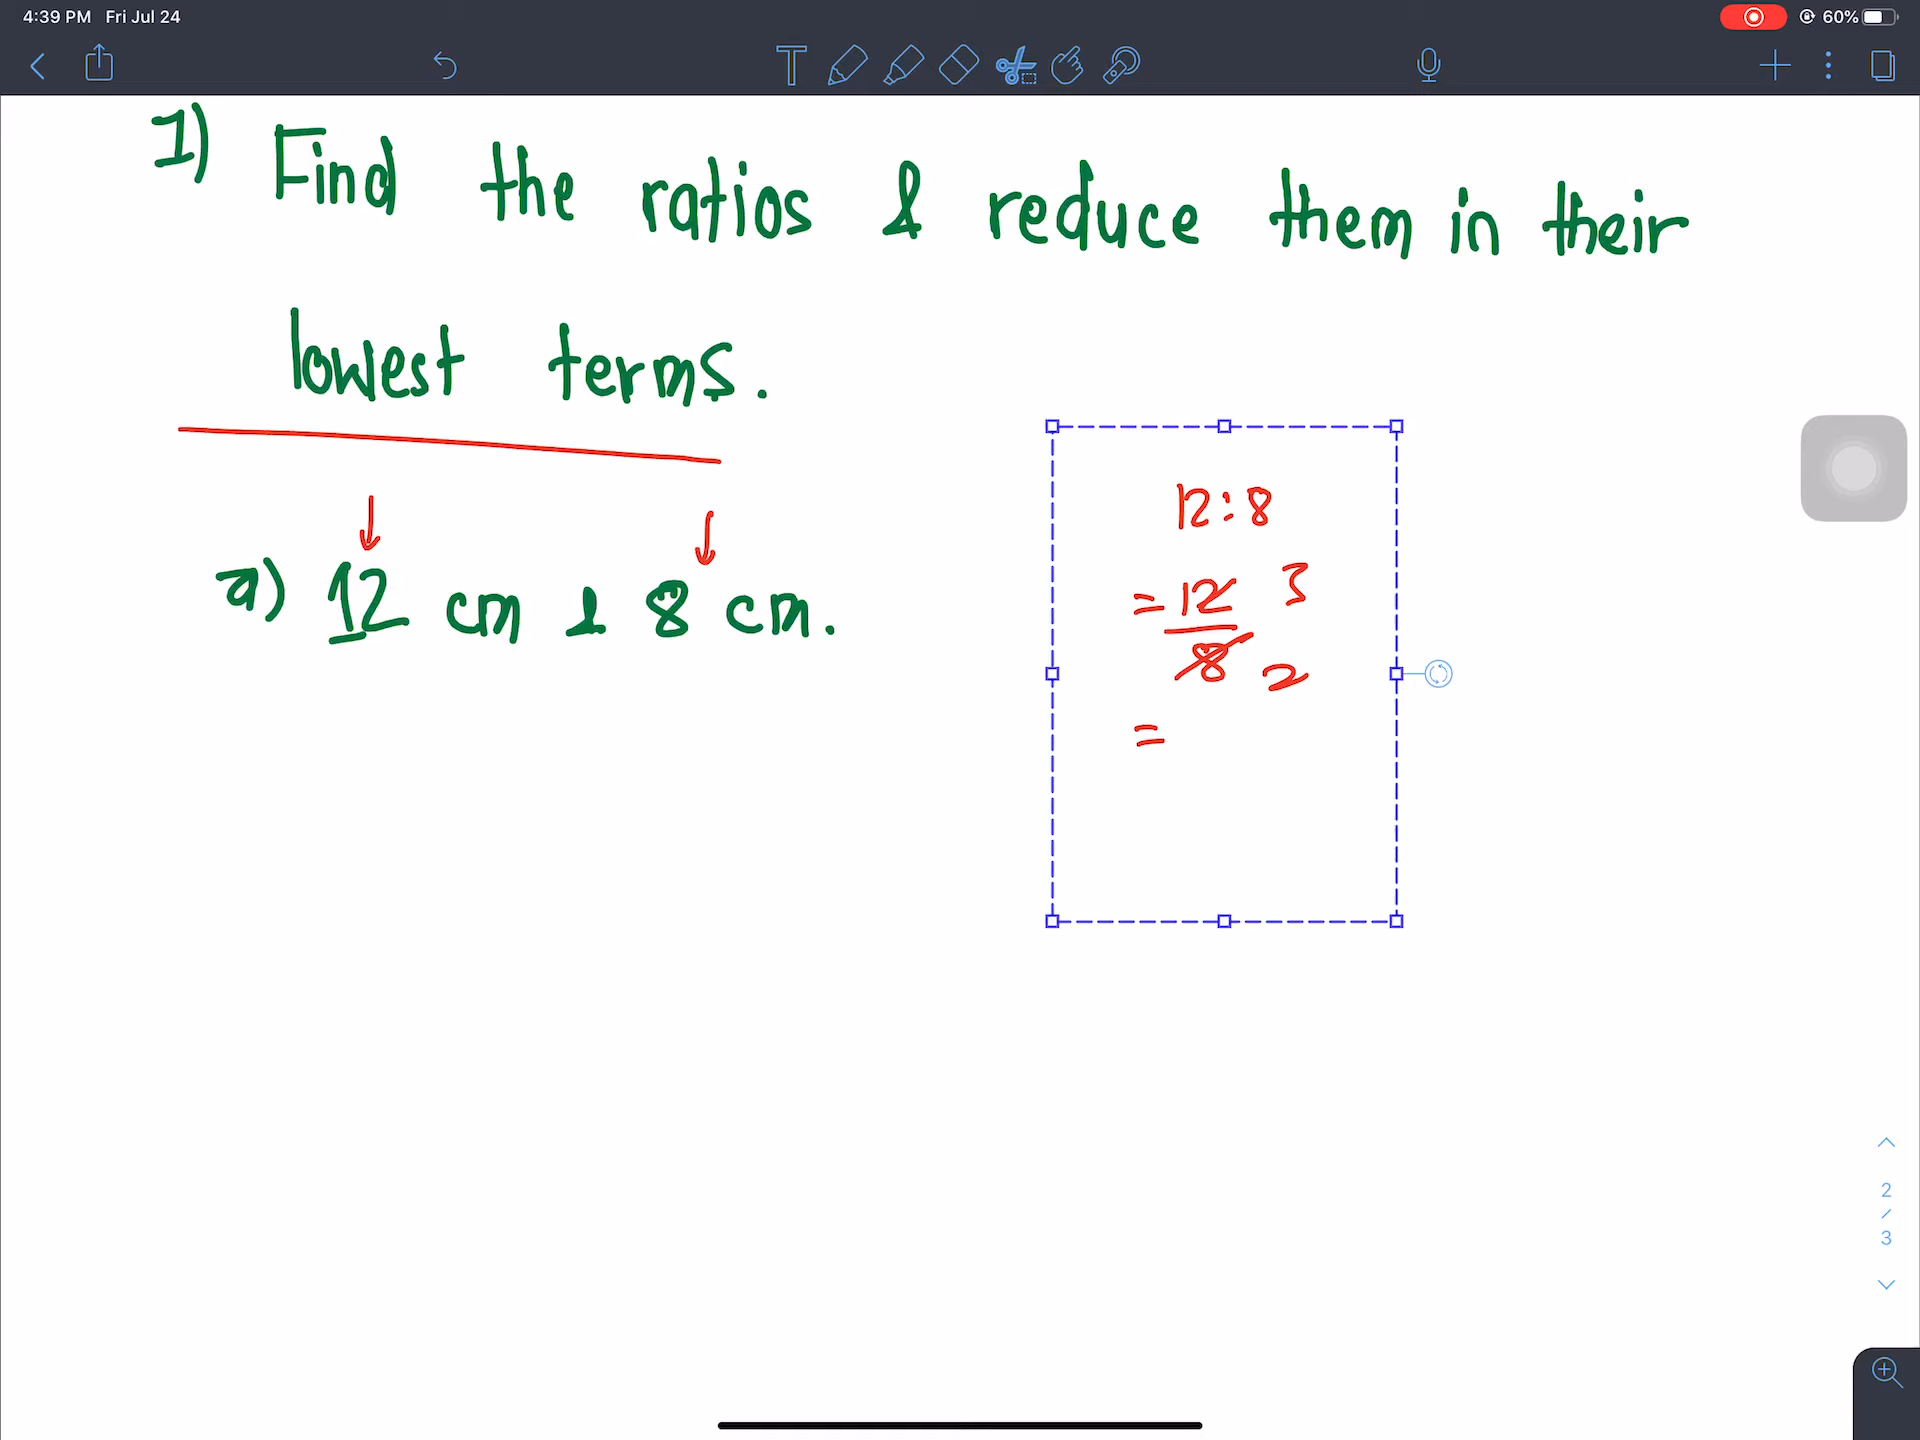 4:39 PM Fri Jul 24
60%
1) Find the ratios & reduce them in their
lowest terms.
a) 12 cm & 8 cm.
12:8
= 12 3
8 2
=
2
/
3